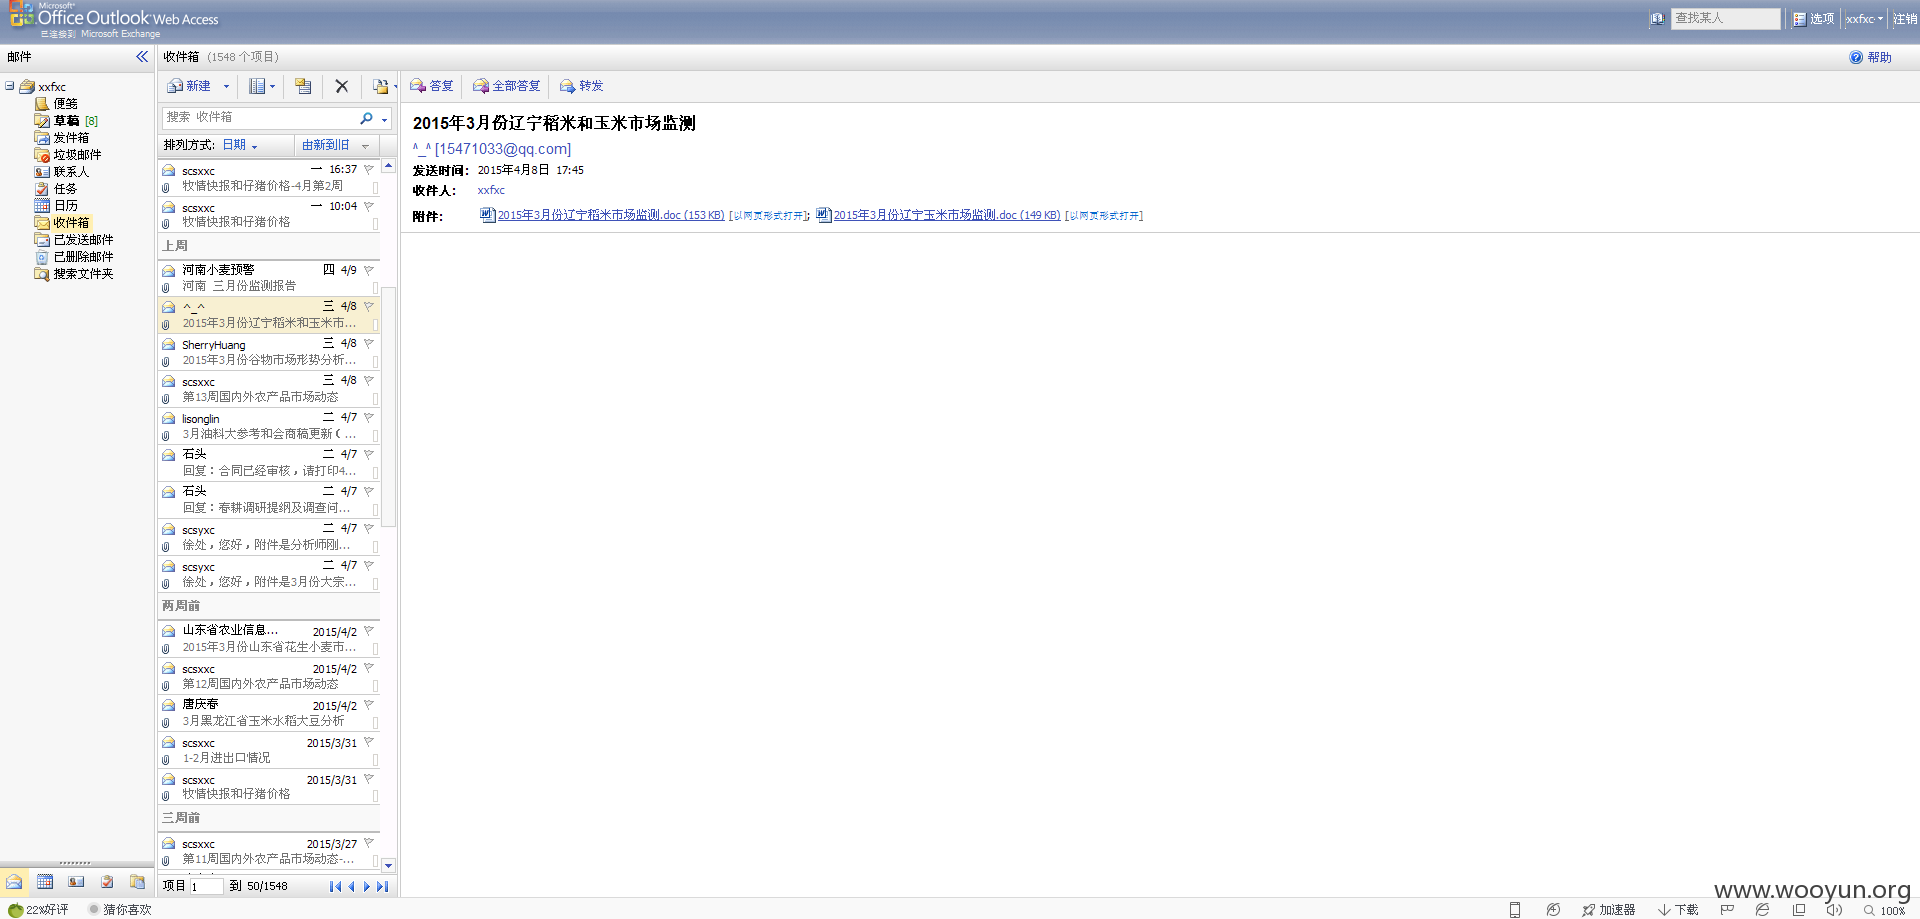 Microsoft®
Office Outlook Web Access
已连接到 Microsoft Exchange
查找某人
选项
xxfxc
注销
邮件
收件箱 (1548 个项目)
帮助
xxfxc
便笺
草稿 [8]
发件箱
垃圾邮件
联系人
任务
日历
收件箱
已发送邮件
已删除邮件
搜索文件夹
新建
答复
全部答复
转发
搜索 收件箱
排列方式: 日期
由新到旧
scsxxc 一 16:37
牧情快报和仔猪价格-4月第2周
scsxxc 一 10:04
牧情快报和仔猪价格
上周
河南小麦预警 四 4/9
河南 三月份监测报告
^_^ 三 4/8
2015年3月份辽宁稻米和玉米市...
SherryHuang 三 4/8
2015年3月份谷物市场形势分析...
scsxxc 三 4/8
第13周国内外农产品市场动态
lisonglin 二 4/7
3月油料大参考和会商稿更新（...
石头 二 4/7
回复：合同已经审核，请打印4...
石头 二 4/7
回复：春耕调研提纲及调查问...
scsyxc 二 4/7
徐处，您好，附件是分析师刚...
scsyxc 二 4/7
徐处，您好，附件是3月份大宗...
两周前
山东省农业信息... 2015/4/2
2015年3月份山东省花生小麦市...
scsxxc 2015/4/2
第12周国内外农产品市场动态
唐庆春 2015/4/2
3月黑龙江省玉米水稻大豆分析
scsxxc 2015/3/31
1-2月进出口情况
scsxxc 2015/3/31
牧情快报和仔猪价格
三周前
scsxxc 2015/3/27
第11周国内外农产品市场动态-...
项目 1 到 50/1548
2015年3月份辽宁稻米和玉米市场监测
^_^ [15471033@qq.com]
发送时间: 2015年4月8日 17:45
收件人: xxfxc
附件: 2015年3月份辽宁稻米市场监测.doc (153 KB) [以网页形式打开]; 2015年3月份辽宁玉米市场监测.doc (149 KB) [以网页形式打开]
www.wooyun.org
22%好评
猜你喜欢
加速器
下载
100%